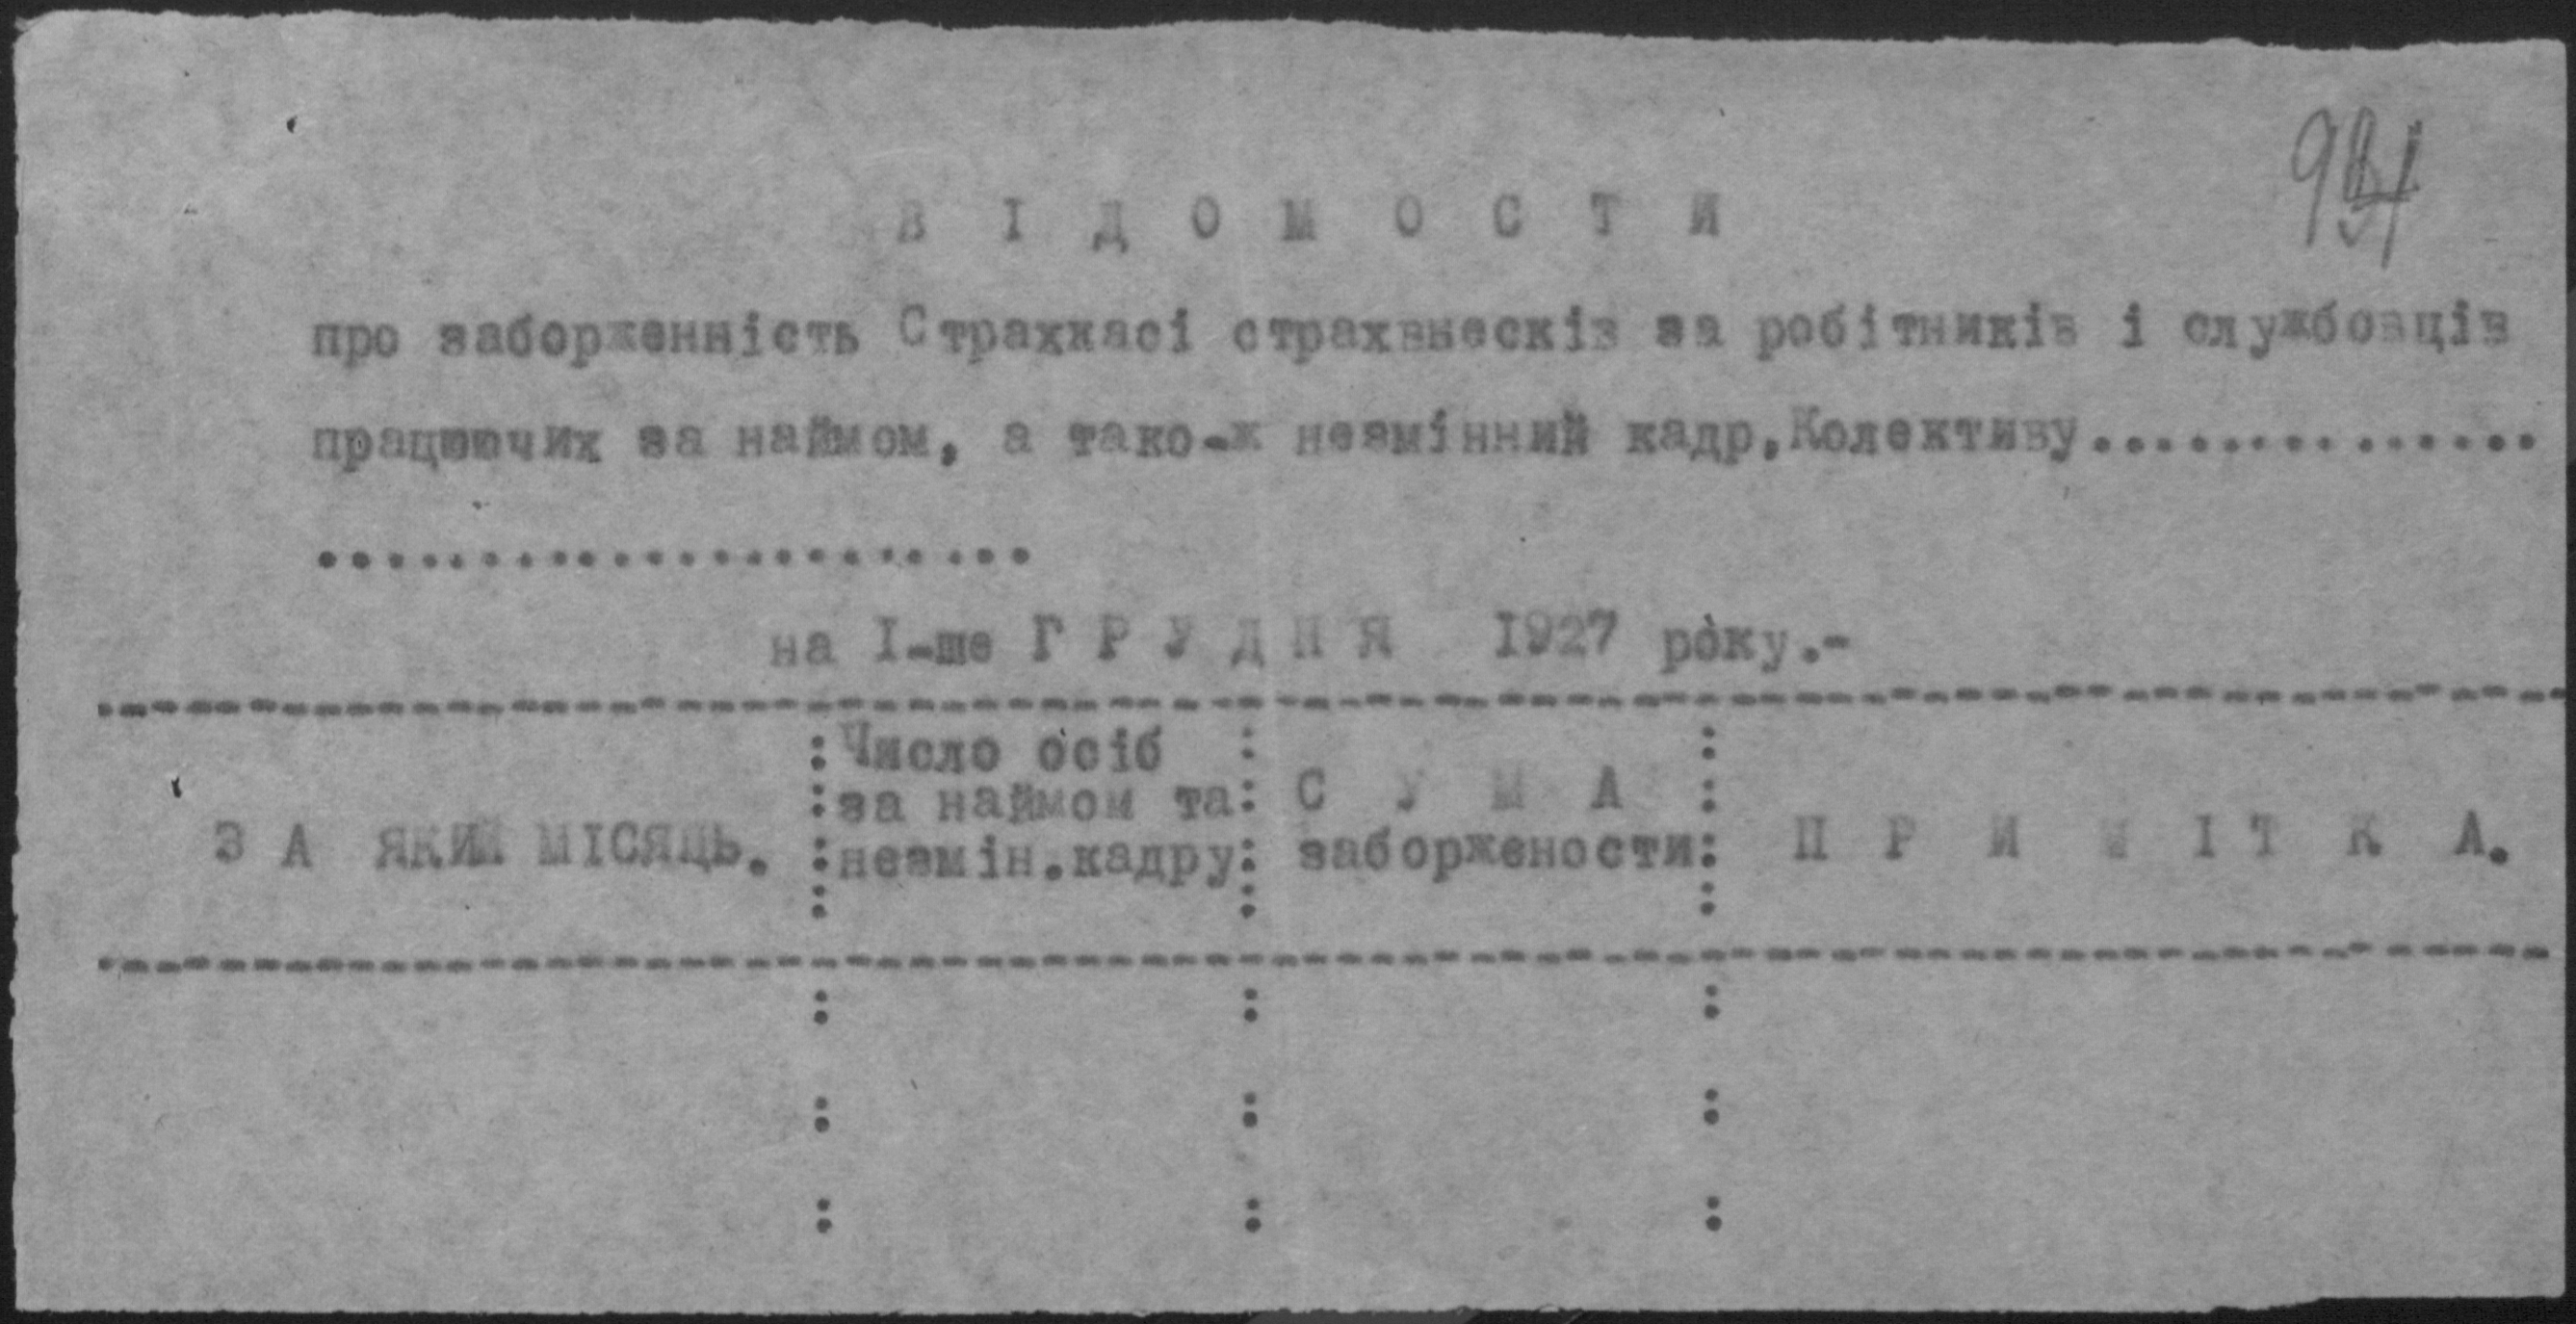 В І Д О М О С Т И
про заборженність Страхкасі страхвнесків за робітників і службовців
працюючих за наймом, а тако-ж незмінний кадр,Колективу..............
......................
на І-ше Г Р У Д Н Я 1927 року.-
З А ЯКИЙ МІСЯЦЬ.
Число осіб
за наймом та
незмін.кадру
С У М А
заборжености
П Р И М І Т К А.